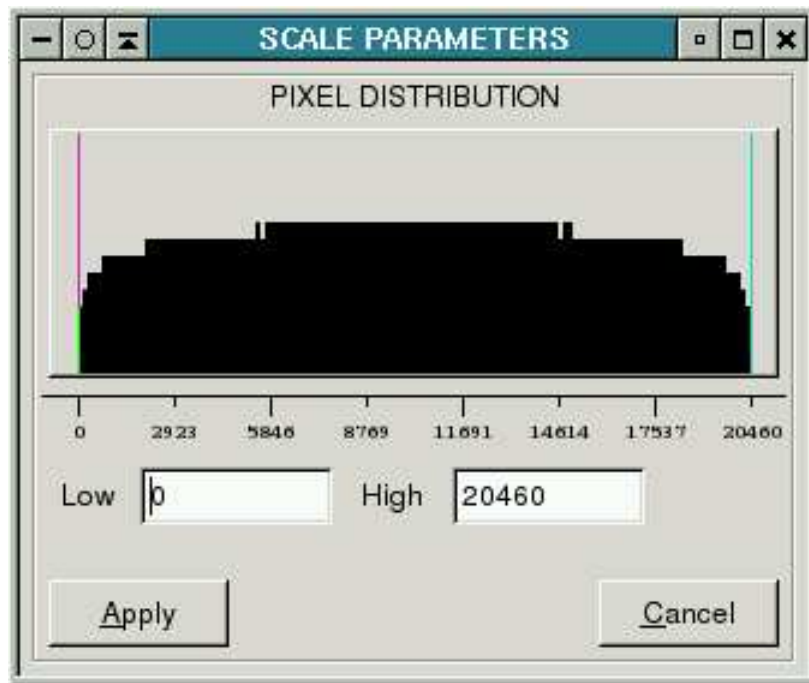 SCALE PARAMETERS
PIXEL DISTRIBUTION
0 2923 5846 8769 11691 14614 17537 20460
Low 0 High 20460
Apply Cancel